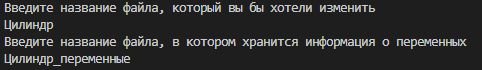 Введите название файла, который вы бы хотели изменить
Цилиндр
Введите название файла, в котором хранится информация о переменных
Цилиндр_переменные